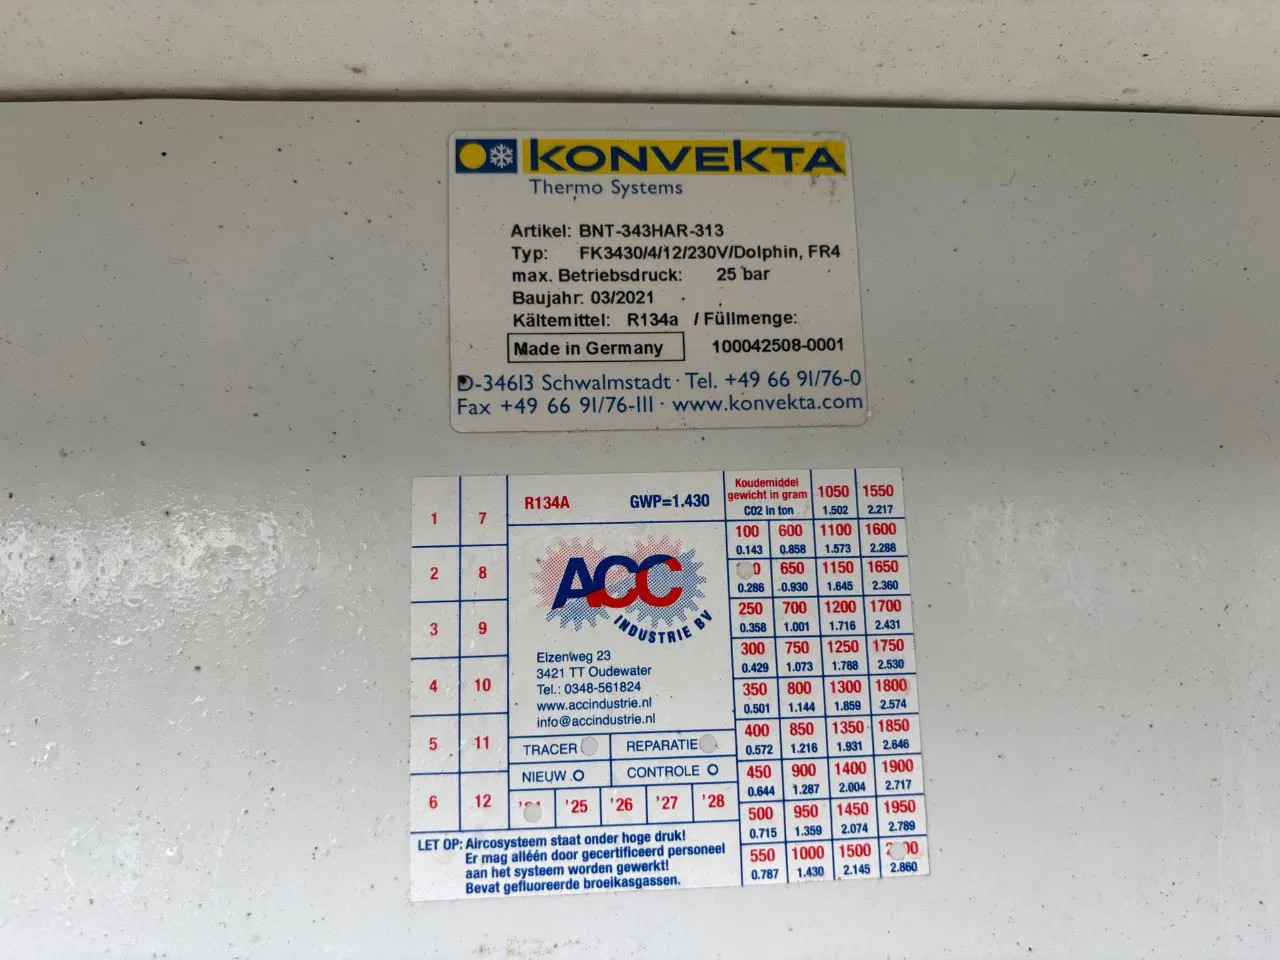 KONVEKTA
Thermo Systems
Artikel: BNT-343HAR-313
Typ: FK3430/4/12/230V/Dolphin, FR4
max. Betriebsdruck: 25 bar
Baujahr: 03/2021
Kältemittel: R134a / Füllmenge:
Made in Germany 100042508-0001
D-34613 Schwalmstadt · Tel. +49 66 91/76-0
Fax +49 66 91/76-111 · www.konvekta.com
1 7
2 8
3 9
4 10
5 11
6 12
R134A GWP=1.430
ACC
INDUSTRIE BV
Elzenweg 23
3421 TT Oudewater
Tel.: 0348-561824
www.accindustrie.nl
info@accindustrie.nl
TRACER REPARATIE
NIEUW CONTROLE
'25 '26 '27 '28
LET OP: Aircosysteem staat onder hoge druk!
Er mag alléén door gecertificeerd personeel
aan het systeem worden gewerkt!
Bevat gefluoreerde broeikasgassen.
Koudemiddel
gewicht in gram
CO2 in ton
1050 1550
1.502 2.217
100 600 1100 1600
0.143 0.858 1.573 2.288
650 1150 1650
0.286 0.930 1.645 2.360
250 700 1200 1700
0.358 1.001 1.716 2.431
300 750 1250 1750
0.429 1.073 1.788 2.530
350 800 1300 1800
0.501 1.144 1.859 2.574
400 850 1350 1850
0.572 1.216 1.931 2.646
450 900 1400 1900
0.644 1.287 2.004 2.717
500 950 1450 1950
0.715 1.359 2.074 2.789
550 1000 1500
0.787 1.430 2.145 2.860